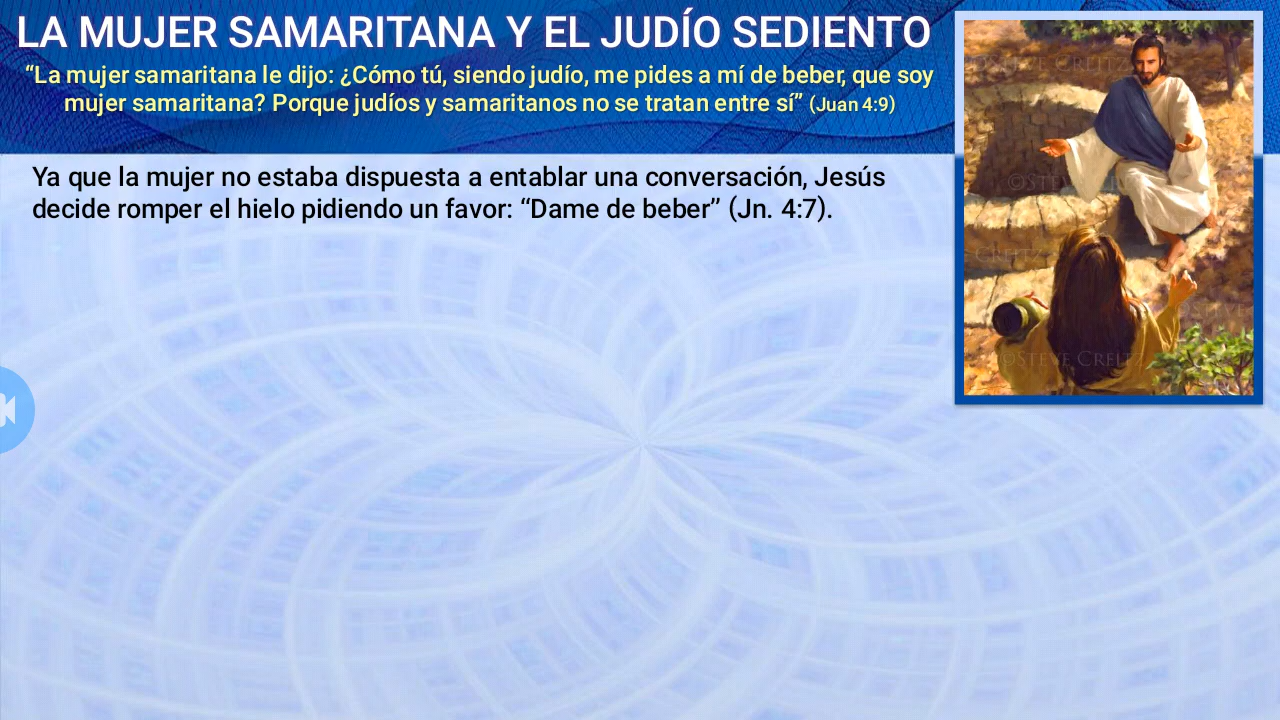 LA MUJER SAMARITANA Y EL JUDÍO SEDIENTO
“La mujer samaritana le dijo: ¿Cómo tú, siendo judío, me pides a mí de beber, que soy
mujer samaritana? Porque judíos y samaritanos no se tratan entre sí” (Juan 4:9)
Ya que la mujer no estaba dispuesta a entablar una conversación, Jesús
decide romper el hielo pidiendo un favor: “Dame de beber” (Jn. 4:7).
©STEVE CREITZ